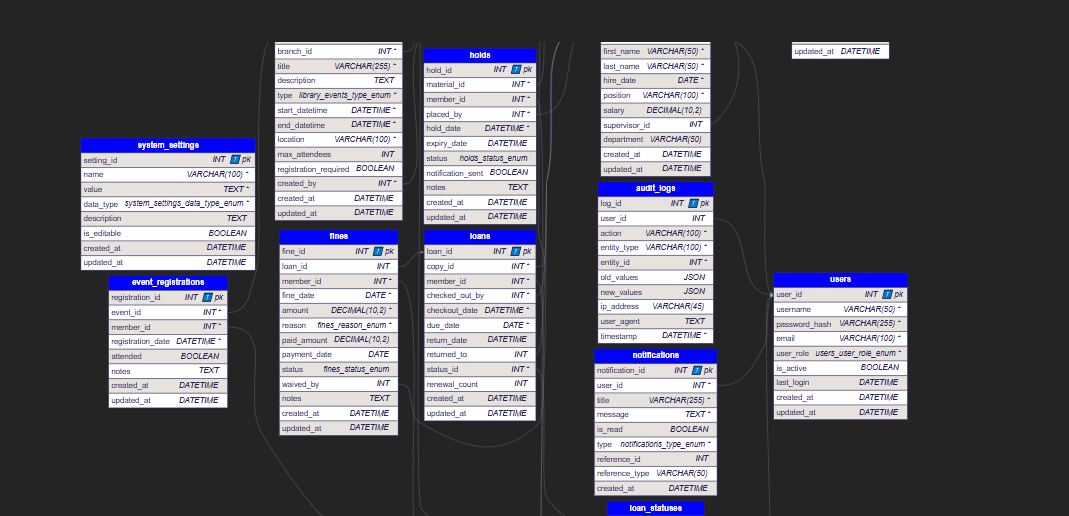 branch_id INT ⌃
title VARCHAR(255) ⌃
description TEXT
type library_events_type_enum ⌃
start_datetime DATETIME ⌃
end_datetime DATETIME ⌃
location VARCHAR(100) ⌃
max_attendees INT
registration_required BOOLEAN
created_by INT ⌃
created_at DATETIME
updated_at DATETIME
holds
hold_id INT pk
material_id INT ⌃
member_id INT ⌃
placed_by INT ⌃
hold_date DATETIME ⌃
expiry_date DATETIME
status holds_status_enum
notification_sent BOOLEAN
notes TEXT
created_at DATETIME
updated_at DATETIME
first_name VARCHAR(50) ⌃
last_name VARCHAR(50) ⌃
hire_date DATE ⌃
position VARCHAR(100) ⌃
salary DECIMAL(10,2)
supervisor_id INT
department VARCHAR(50)
created_at DATETIME
updated_at DATETIME
updated_at DATETIME
system_settings
setting_id INT pk
name VARCHAR(100) ⌃
value TEXT ⌃
data_type system_settings_data_type_enum ⌃
description TEXT
is_editable BOOLEAN
created_at DATETIME
updated_at DATETIME
event_registrations
registration_id INT pk
event_id INT ⌃
member_id INT ⌃
registration_date DATETIME ⌃
attended BOOLEAN
notes TEXT
created_at DATETIME
updated_at DATETIME
fines
fine_id INT pk
loan_id INT
member_id INT ⌃
fine_date DATE ⌃
amount DECIMAL(10,2) ⌃
reason fines_reason_enum ⌃
paid_amount DECIMAL(10,2)
payment_date DATE
status fines_status_enum
waived_by INT
notes TEXT
created_at DATETIME
updated_at DATETIME
loans
loan_id INT pk
copy_id INT ⌃
member_id INT ⌃
checked_out_by INT ⌃
checkout_date DATETIME ⌃
due_date DATE ⌃
return_date DATETIME
returned_to INT
status_id INT ⌃
renewal_count INT
created_at DATETIME
updated_at DATETIME
audit_logs
log_id INT pk
user_id INT
action VARCHAR(100) ⌃
entity_type VARCHAR(100) ⌃
entity_id INT ⌃
old_values JSON
new_values JSON
ip_address VARCHAR(45)
user_agent TEXT
timestamp DATETIME ⌃
notifications
notification_id INT pk
user_id INT ⌃
title VARCHAR(255) ⌃
message TEXT ⌃
is_read BOOLEAN
type notifications_type_enum ⌃
reference_id INT
reference_type VARCHAR(50)
created_at DATETIME
loan_statuses
users
user_id INT pk
username VARCHAR(50) ⌃
password_hash VARCHAR(255) ⌃
email VARCHAR(100) ⌃
user_role users_user_role_enum ⌃
is_active BOOLEAN
last_login DATETIME
created_at DATETIME
updated_at DATETIME